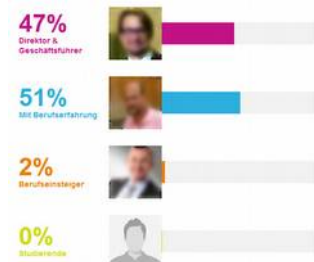 47%
Direktor &
Geschäftsführer
51%
Mit Berufserfahrung
2%
Berufseinsteiger
0%
Studierende